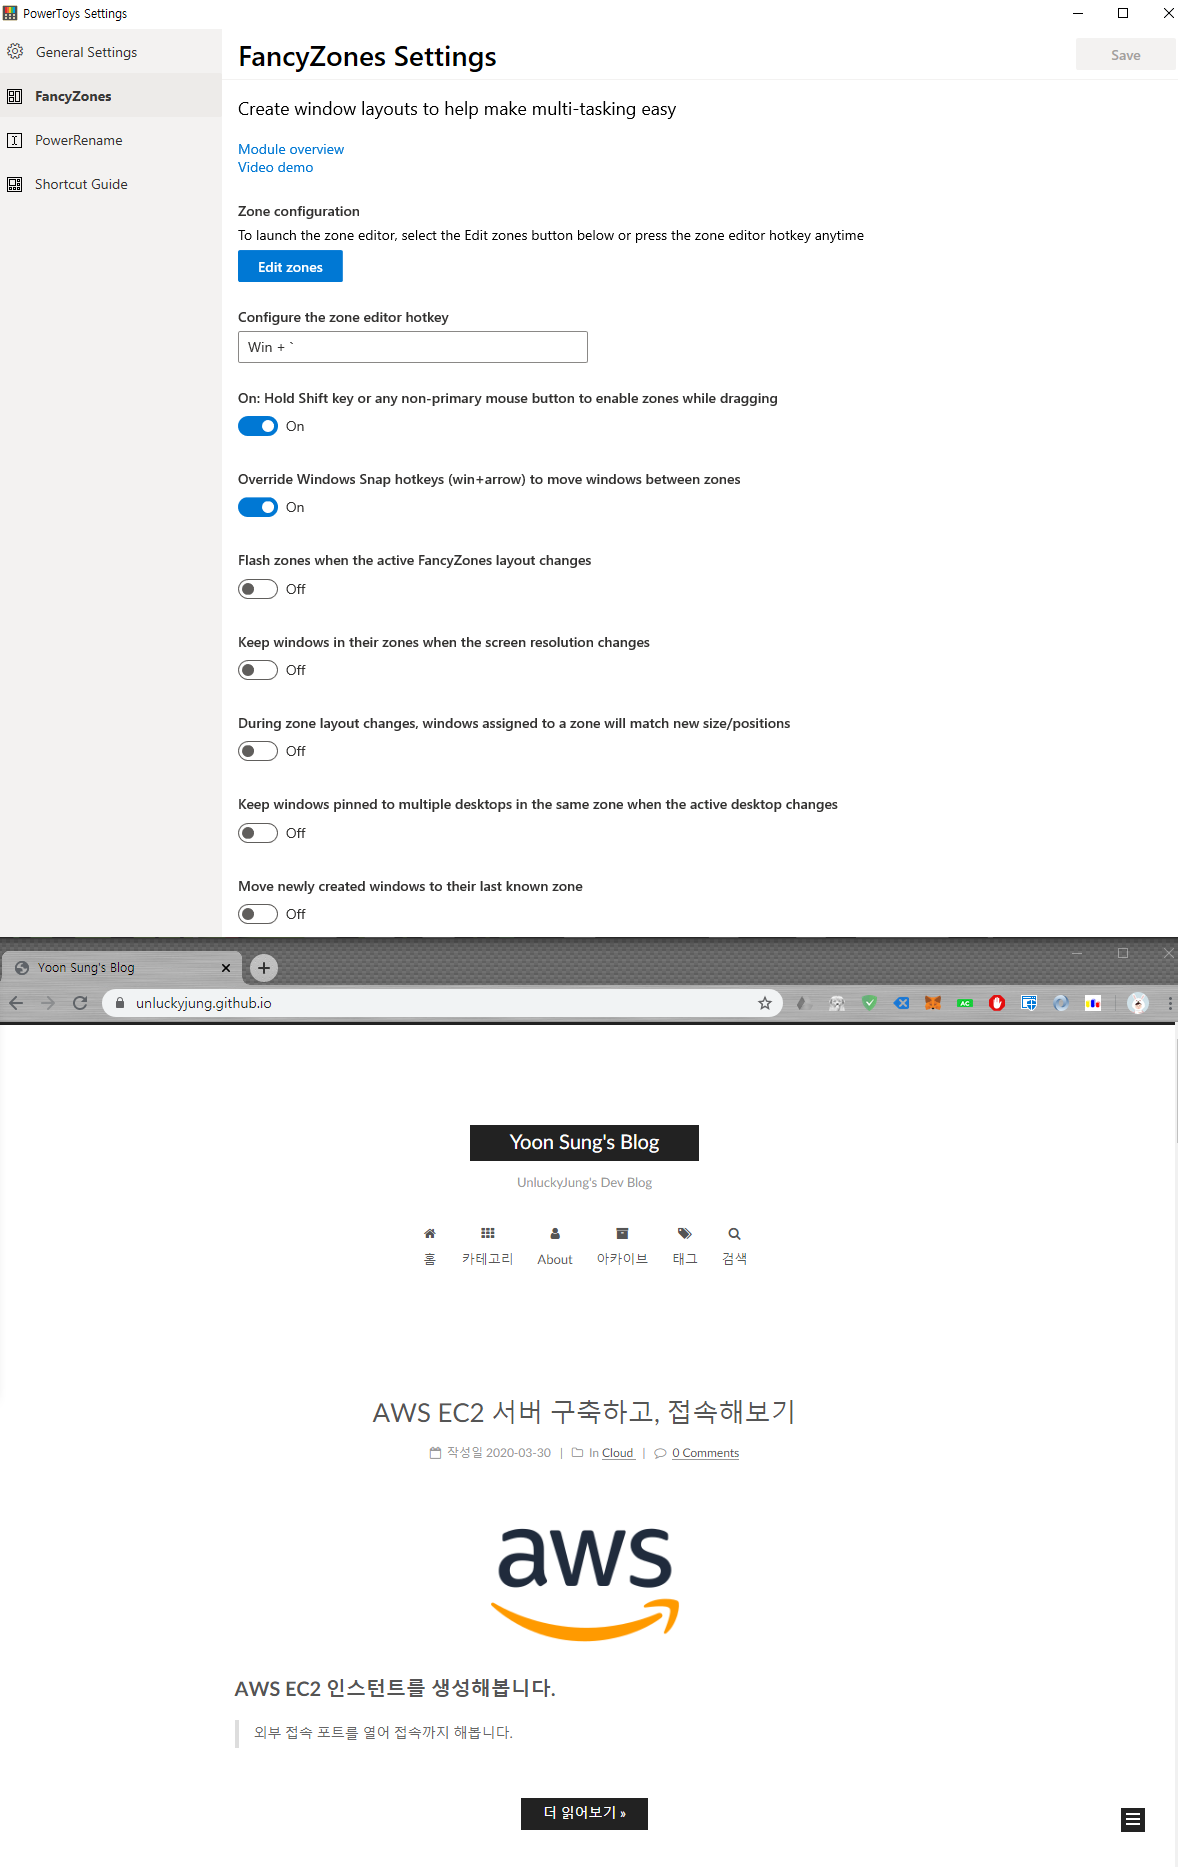 PowerToys Settings
General Settings
FancyZones
PowerRename
Shortcut Guide
FancyZones Settings
Save
Create window layouts to help make multi-tasking easy
Module overview
Video demo
Zone configuration
To launch the zone editor, select the Edit zones button below or press the zone editor hotkey anytime
Edit zones
Configure the zone editor hotkey
Win + `
On: Hold Shift key or any non-primary mouse button to enable zones while dragging
On
Override Windows Snap hotkeys (win+arrow) to move windows between zones
On
Flash zones when the active FancyZones layout changes
Off
Keep windows in their zones when the screen resolution changes
Off
During zone layout changes, windows assigned to a zone will match new size/positions
Off
Keep windows pinned to multiple desktops in the same zone when the active desktop changes
Off
Move newly created windows to their last known zone
Off
Yoon Sung's Blog
unluckyjung.github.io
AC
Yoon Sung's Blog
UnluckyJung's Dev Blog
홈 카테고리 About 아카이브 태그 검색
AWS EC2 서버 구축하고, 접속해보기
작성일 2020-03-30 | In Cloud | 0 Comments
aws
AWS EC2 인스턴트를 생성해봅니다.
외부 접속 포트를 열어 접속까지 해봅니다.
더 읽어보기 »